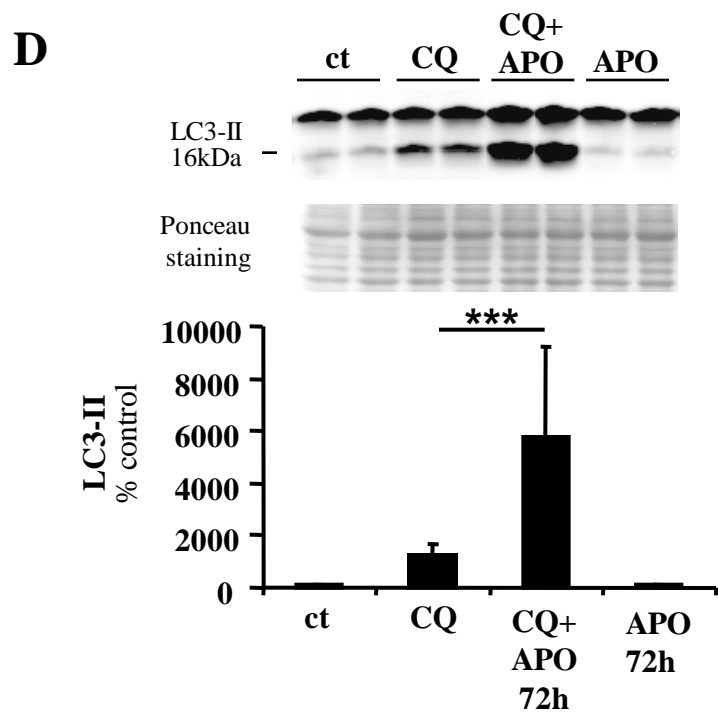 D
ct
CQ
CQ+
APO
APO
LC3-II
16kDa
Ponceau
staining
***
10000
8000
6000
4000
2000
0
LC3-II
% control
ct
CQ
CQ+
APO
72h
APO
72h